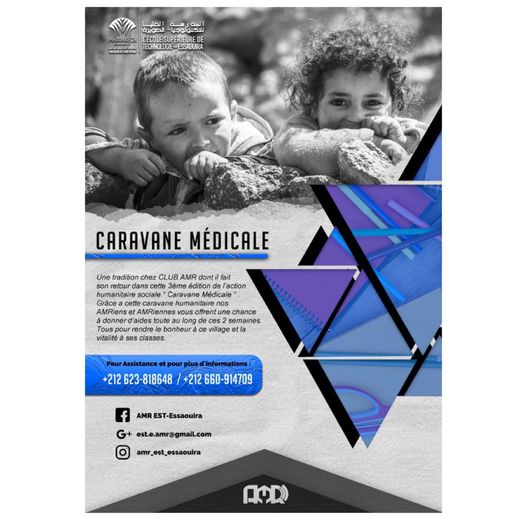 المدرسة العليا
للتكنولوجيا - الصويرة
L'ÉCOLE SUPÉRIEURE DE
TECHNOLOGIE - ESSAOUIRA
CARAVANE MÉDICALE
Une tradition chez CLUB AMR dont il fait
son retour dans cette 3ème édition de l'action
humanitaire sociale " Caravane Médicale " .
Grâce a cette caravane humanitaire nos
AMRiens et AMRiennes vous offrent une chance
à donner d'aides toute au long de ces 2 semaines.
Tous pour rendre le bonheur à ce village et la
vitalité à ses classes.
Pour Assistance et pour plus d'informations :
+212 623-818648 / +212 660-914709
AMR EST-Essaouira
G+ est.e.amr@gmail.com
amr_est_essaouira